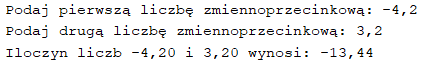 Podaj pierwszą liczbę zmiennoprzecinkową: -4,2
Podaj drugą liczbę zmiennoprzecinkową: 3,2
Iloczyn liczb -4,20 i 3,20 wynosi: -13,44